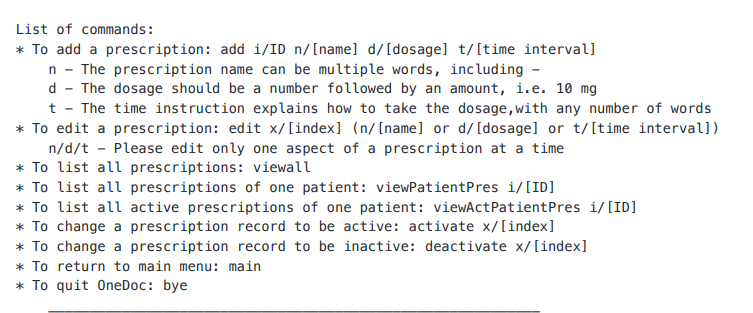 List of commands:
* To add a prescription: add i/ID n/[name] d/[dosage] t/[time interval]
n – The prescription name can be multiple words, including –
d – The dosage should be a number followed by an amount, i.e. 10 mg
t – The time instruction explains how to take the dosage,with any number of words
* To edit a prescription: edit x/[index] (n/[name] or d/[dosage] or t/[time interval])
n/d/t – Please edit only one aspect of a prescription at a time
* To list all prescriptions: viewall
* To list all prescriptions of one patient: viewPatientPres i/[ID]
* To list all active prescriptions of one patient: viewActPatientPres i/[ID]
* To change a prescription record to be active: activate x/[index]
* To change a prescription record to be inactive: deactivate x/[index]
* To return to main menu: main
* To quit OneDoc: bye